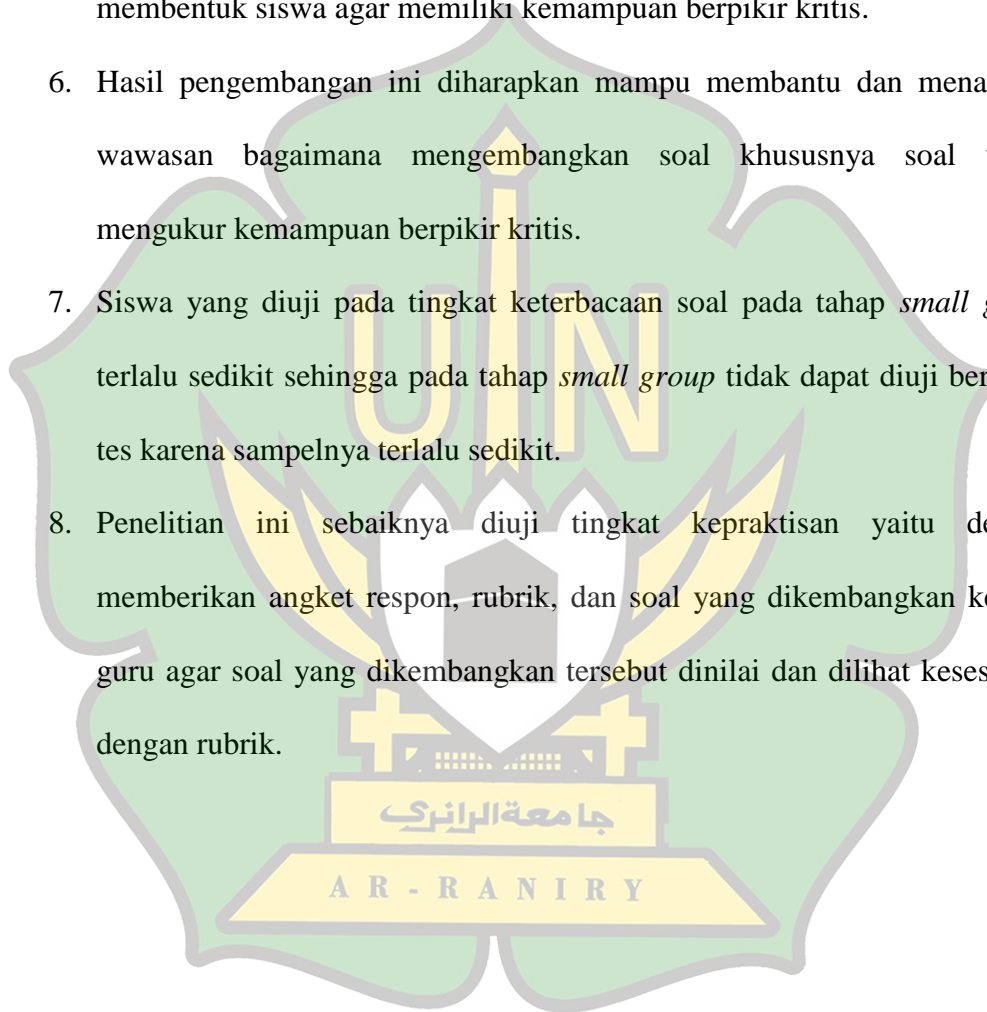 membentuk siswa agar memiliki kemampuan berpikir kritis.
6. Hasil pengembangan ini diharapkan mampu membantu dan mena
wawasan bagaimana mengembangkan soal khususnya soal
mengukur kemampuan berpikir kritis.
7. Siswa yang diuji pada tingkat keterbacaan soal pada tahap small g
terlalu sedikit sehingga pada tahap small group tidak dapat diuji ber
tes karena sampelnya terlalu sedikit.
8. Penelitian ini sebaiknya diuji tingkat kepraktisan yaitu de
memberikan angket respon, rubrik, dan soal yang dikembangkan ke
guru agar soal yang dikembangkan tersebut dinilai dan dilihat keses
dengan rubrik.
UIN
جامعة الرانري
AR-RANIRY